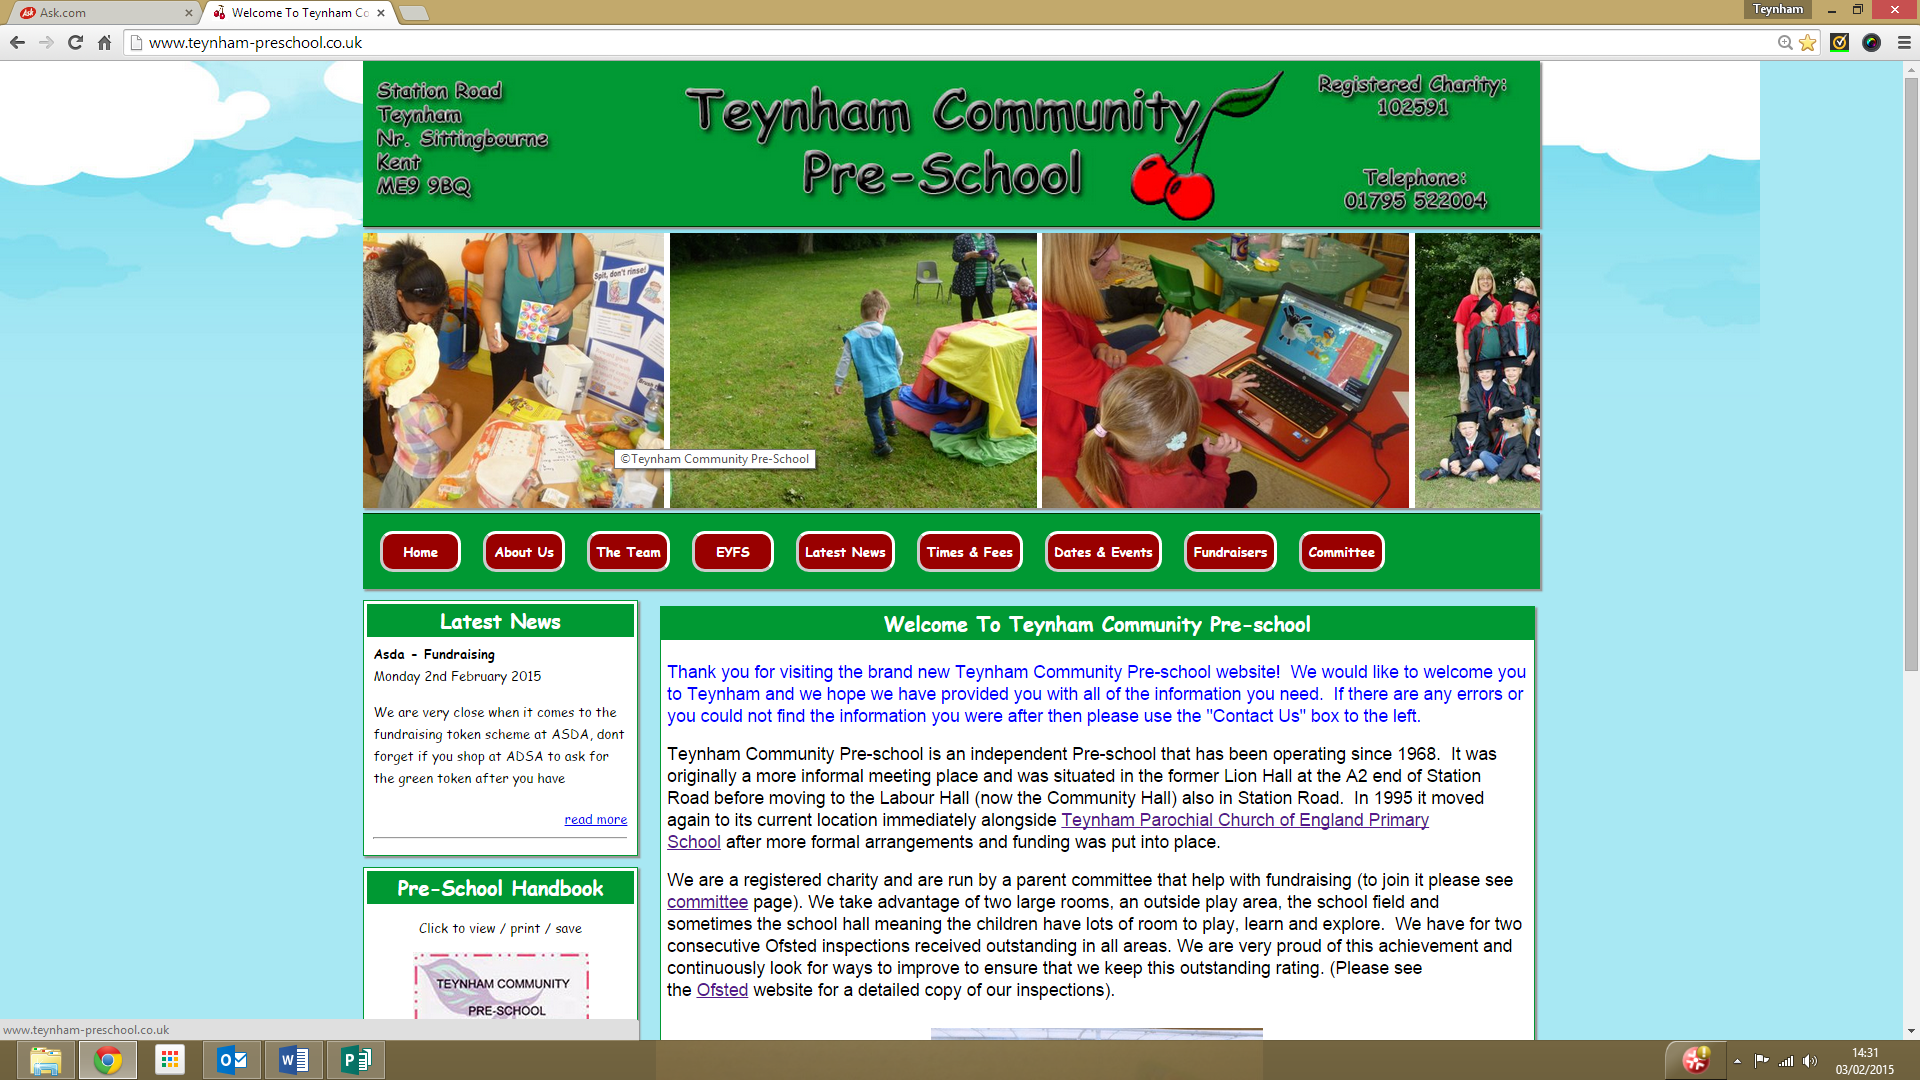 Ask.com
Welcome To Teynham Co
Teynham
www.teynham-preschool.co.uk
Station Road
Teynham
Nr. Sittingbourne
Kent
ME9 9BQ
Teynham Community
Pre-School
Registered Charity:
102591
Telephone:
01795 522004
Spit, don't rinse!
©Teynham Community Pre-School
Home
About Us
The Team
EYFS
Latest News
Times & Fees
Dates & Events
Fundraisers
Committee
Latest News
Asda - Fundraising
Monday 2nd February 2015
We are very close when it comes to the
fundraising token scheme at ASDA, dont
forget if you shop at ADSA to ask for
the green token after you have
read more
Pre-School Handbook
Click to view / print / save
TEYNHAM COMMUNITY
PRE-SCHOOL
Welcome To Teynham Community Pre-school
Thank you for visiting the brand new Teynham Community Pre-school website!  We would like to welcome you
to Teynham and we hope we have provided you with all of the information you need.  If there are any errors or
you could not find the information you were after then please use the "Contact Us" box to the left.
Teynham Community Pre-school is an independent Pre-school that has been operating since 1968.  It was
originally a more informal meeting place and was situated in the former Lion Hall at the A2 end of Station
Road before moving to the Labour Hall (now the Community Hall) also in Station Road.  In 1995 it moved
again to its current location immediately alongside Teynham Parochial Church of England Primary
School after more formal arrangements and funding was put into place.
We are a registered charity and are run by a parent committee that help with fundraising (to join it please see
committee page). We take advantage of two large rooms, an outside play area, the school field and
sometimes the school hall meaning the children have lots of room to play, learn and explore.  We have for two
consecutive Ofsted inspections received outstanding in all areas. We are very proud of this achievement and
continuously look for ways to improve to ensure that we keep this outstanding rating. (Please see
the Ofsted website for a detailed copy of our inspections).
www.teynham-preschool.co.uk
14:31
03/02/2015